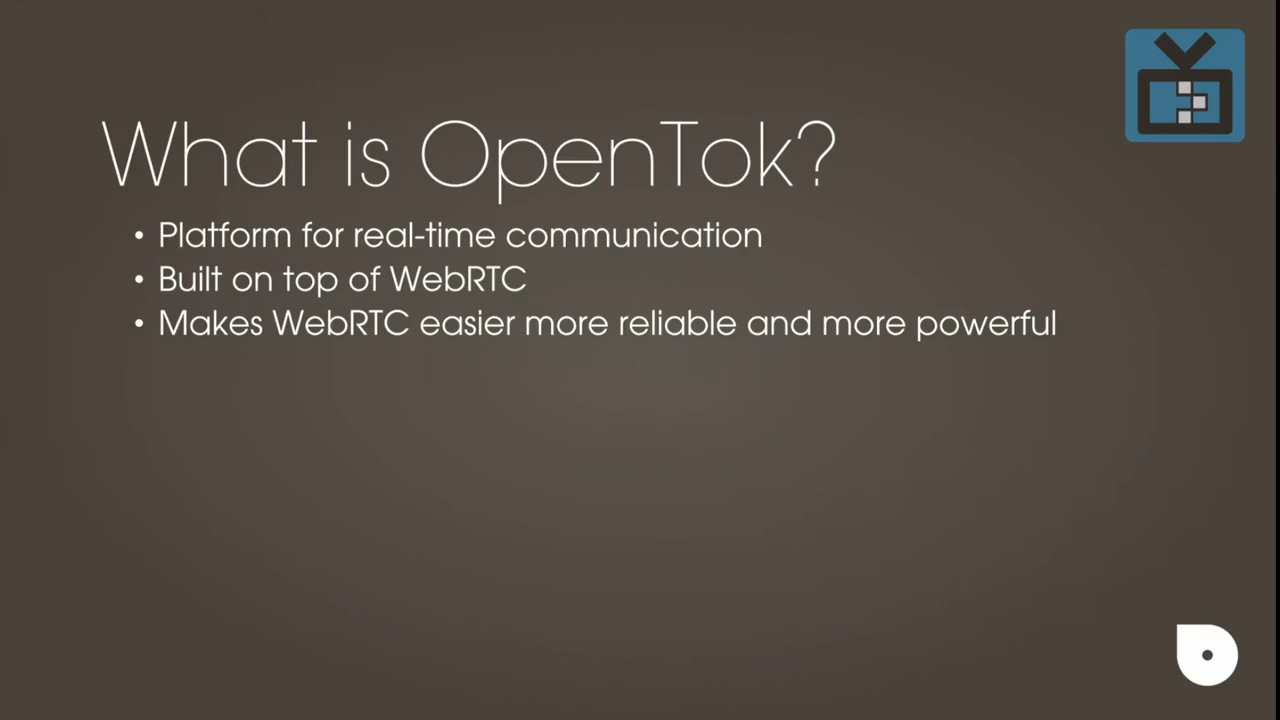 What is OpenTok?
• Platform for real-time communication
• Built on top of WebRTC
• Makes WebRTC easier more reliable and more powerful